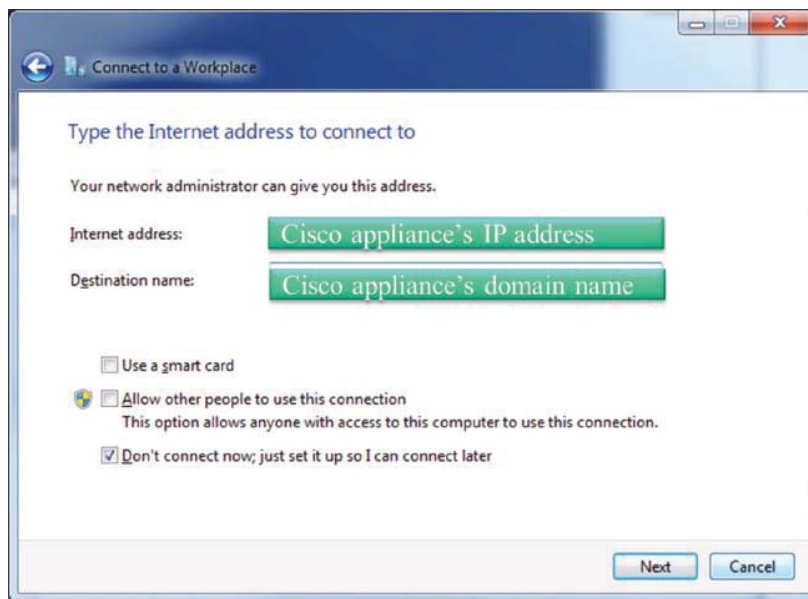 Connect to a Workplace
Type the Internet address to connect to
Your network administrator can give you this address.
Internet address: Cisco appliance's IP address
Destination name: Cisco appliance's domain name
Use a smart card
Allow other people to use this connection
This option allows anyone with access to this computer to use this connection.
Don't connect now; just set it up so I can connect later
Next Cancel